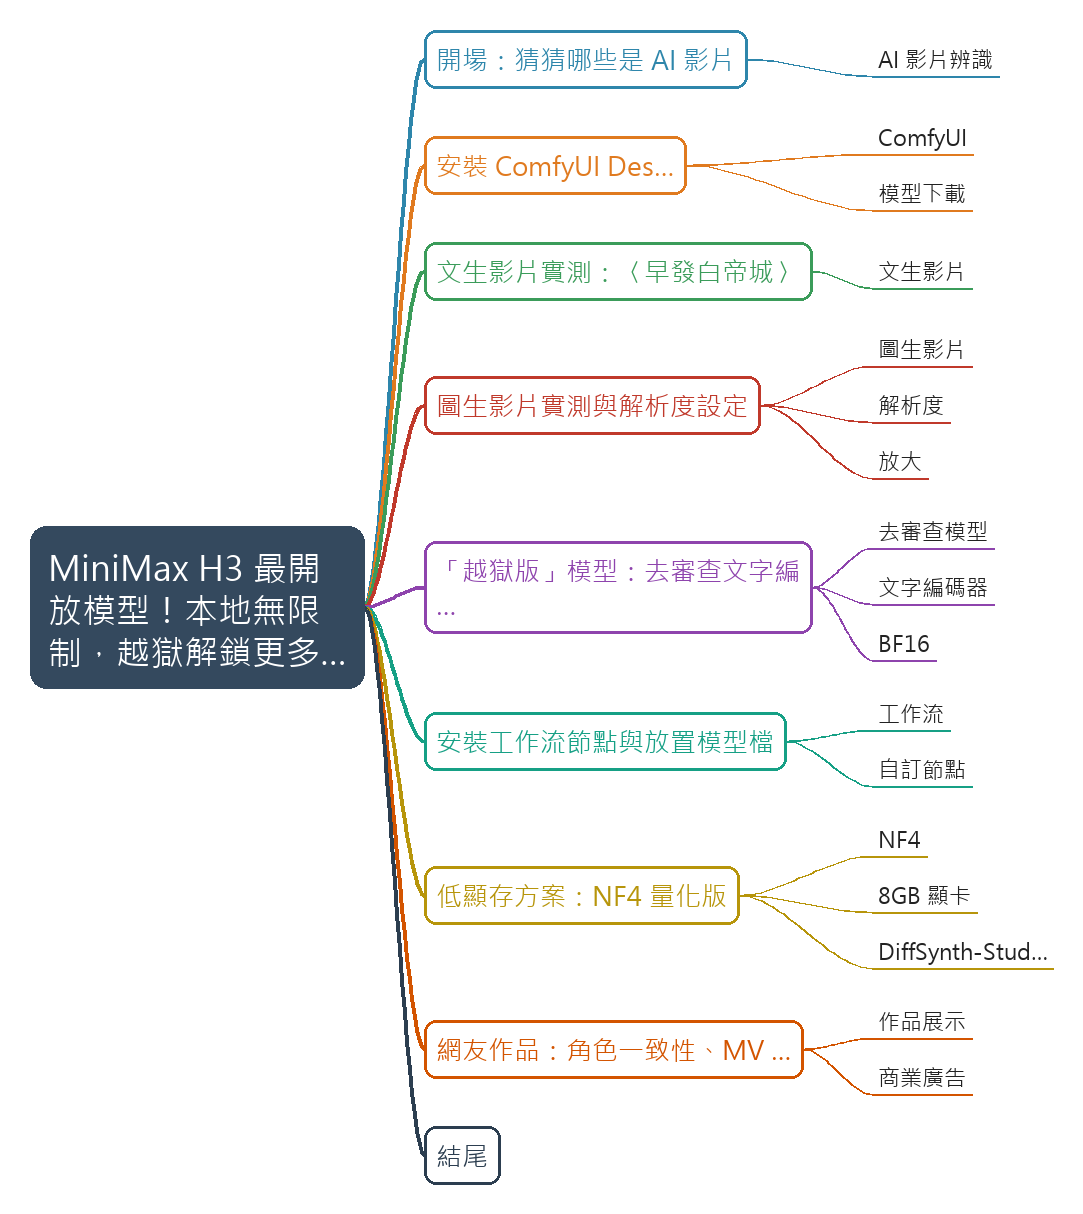 MiniMax H3 最開
放模型！本地無限
制，越獄解鎖更多...
開場：猜猜哪些是 AI 影片
AI 影片辨識
安裝 ComfyUI Des...
ComfyUI
模型下載
文生影片實測：〈早發白帝城〉
文生影片
圖生影片實測與解析度設定
圖生影片
解析度
放大
「越獄版」模型：去審查文字編
...
去審查模型
文字編碼器
BF16
安裝工作流節點與放置模型檔
工作流
自訂節點
低顯存方案：NF4 量化版
NF4
8GB 顯卡
DiffSynth-Stud...
網友作品：角色一致性、MV ...
作品展示
商業廣告
結尾